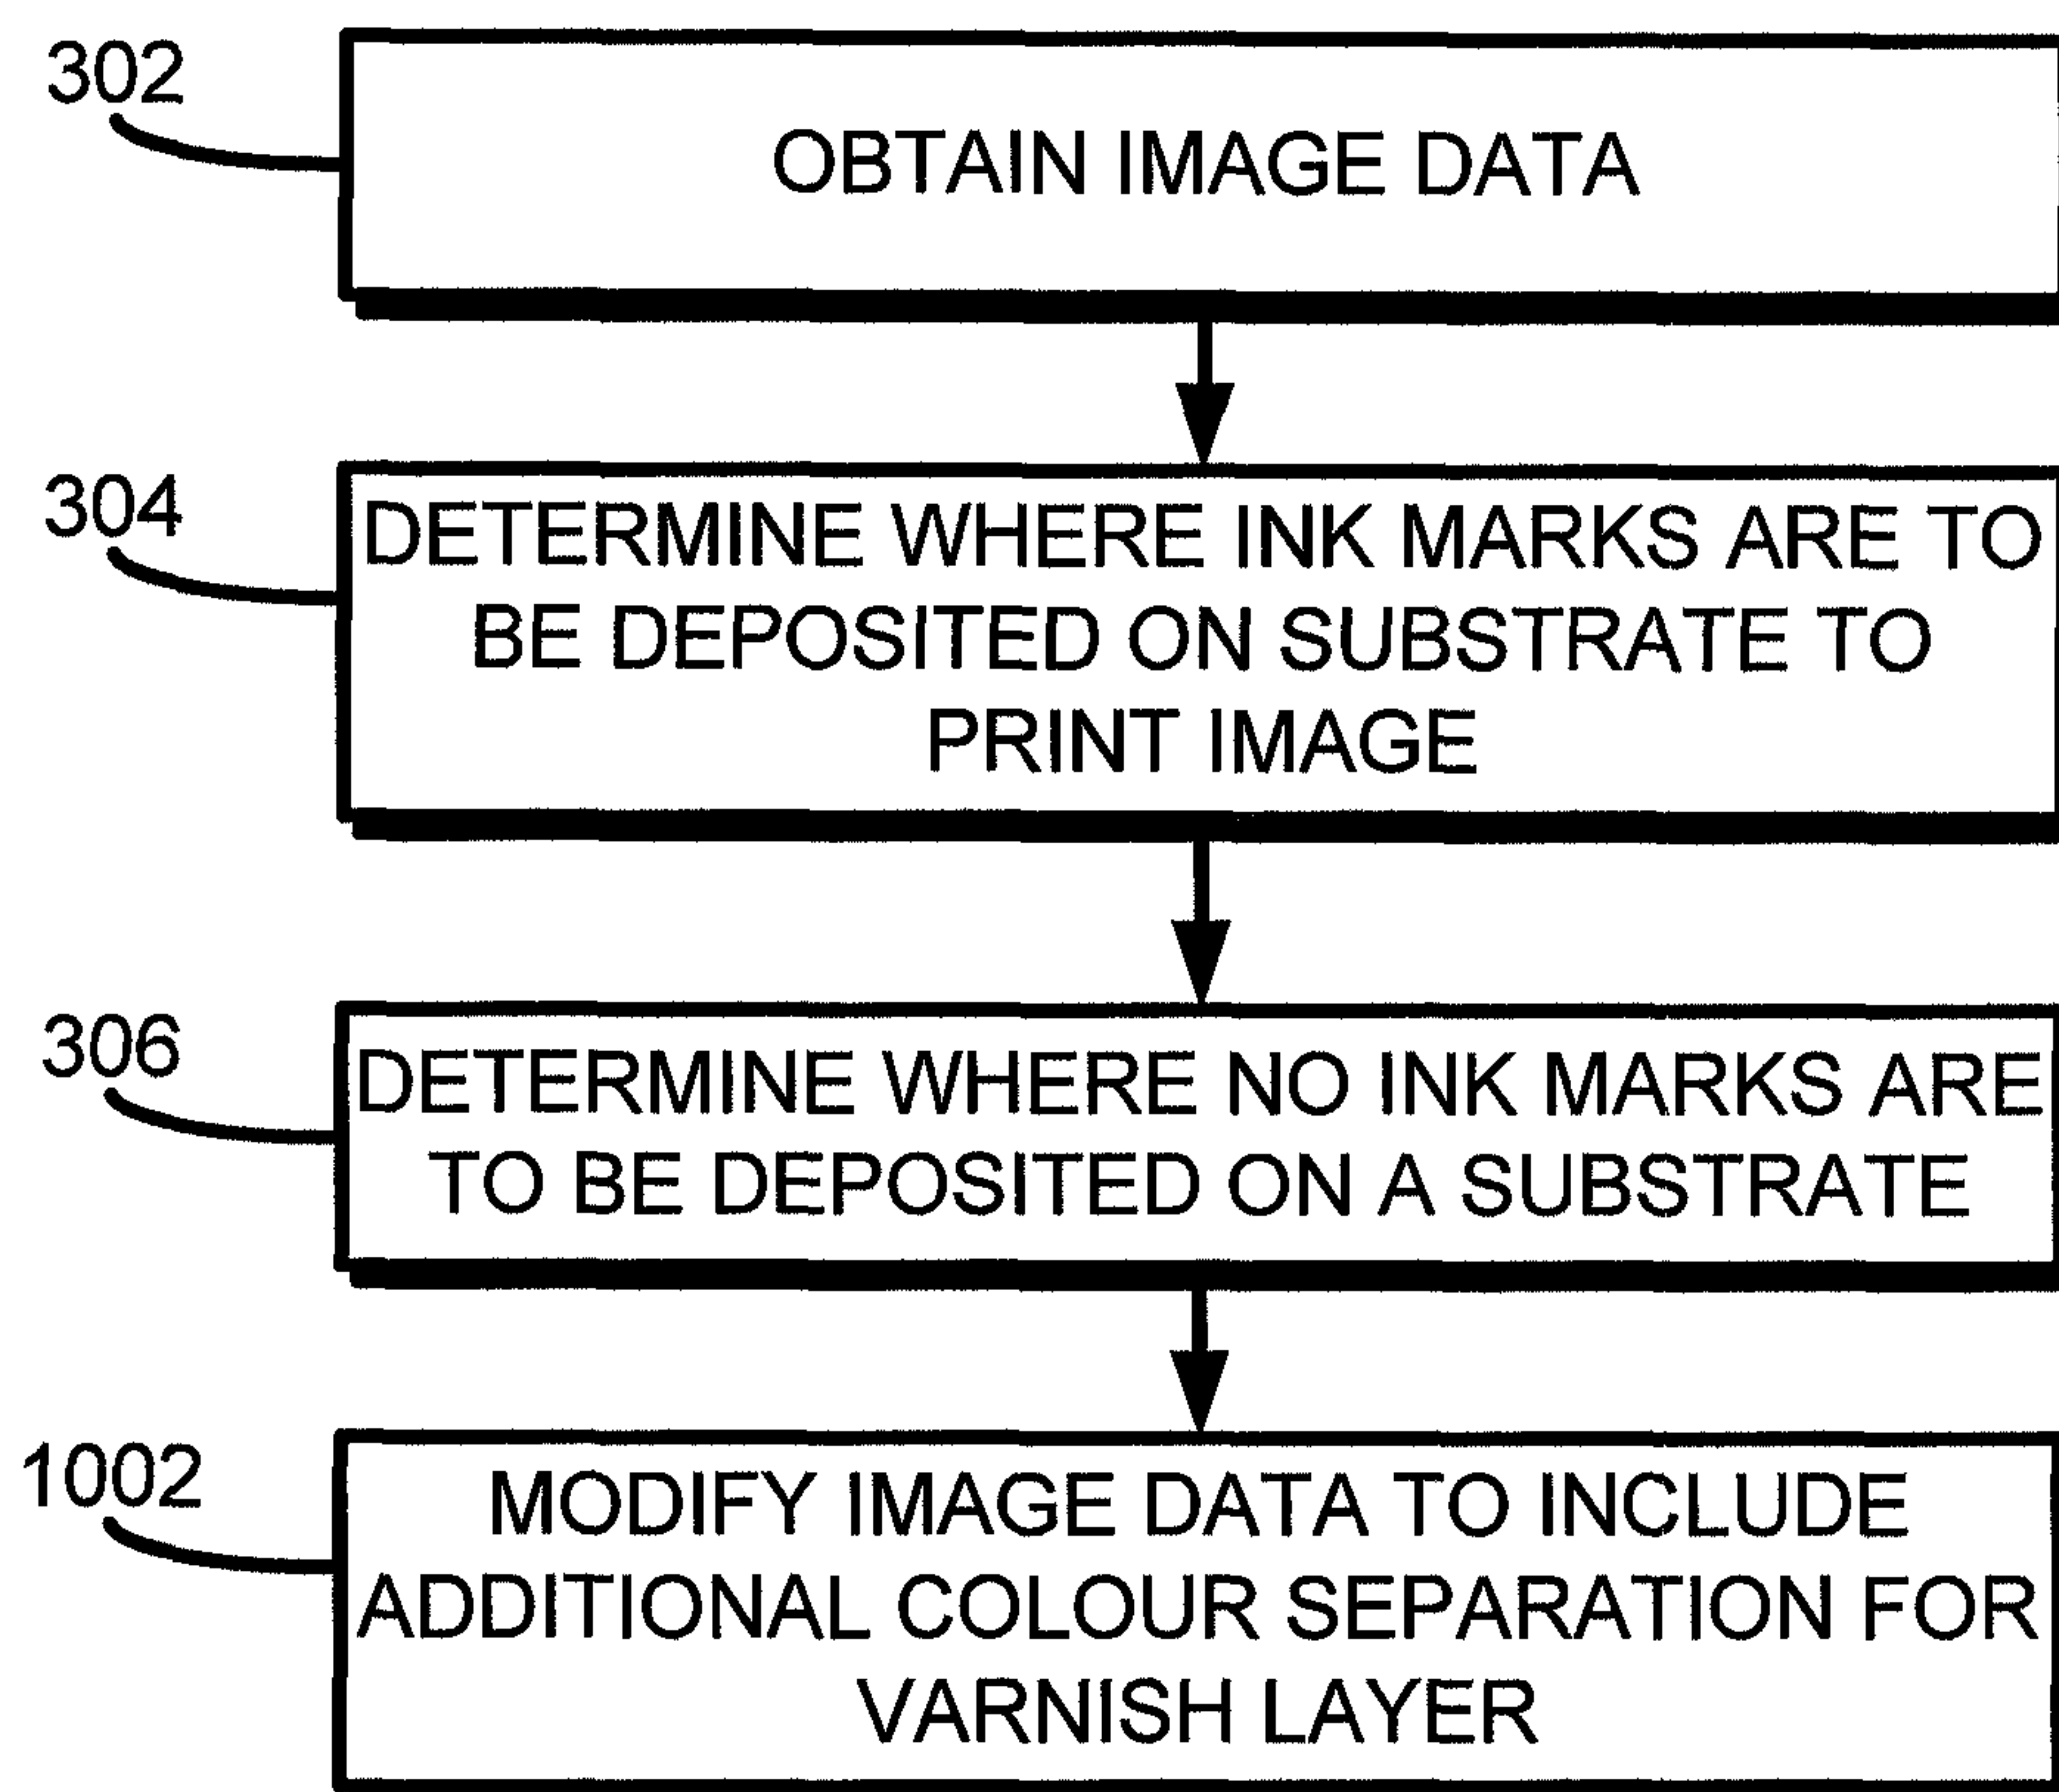 302
OBTAIN IMAGE DATA
304
DETERMINE WHERE INK MARKS ARE TO
BE DEPOSITED ON SUBSTRATE TO
PRINT IMAGE
306
DETERMINE WHERE NO INK MARKS ARE
TO BE DEPOSITED ON A SUBSTRATE
1002
MODIFY IMAGE DATA TO INCLUDE
ADDITIONAL COLOUR SEPARATION FOR
VARNISH LAYER